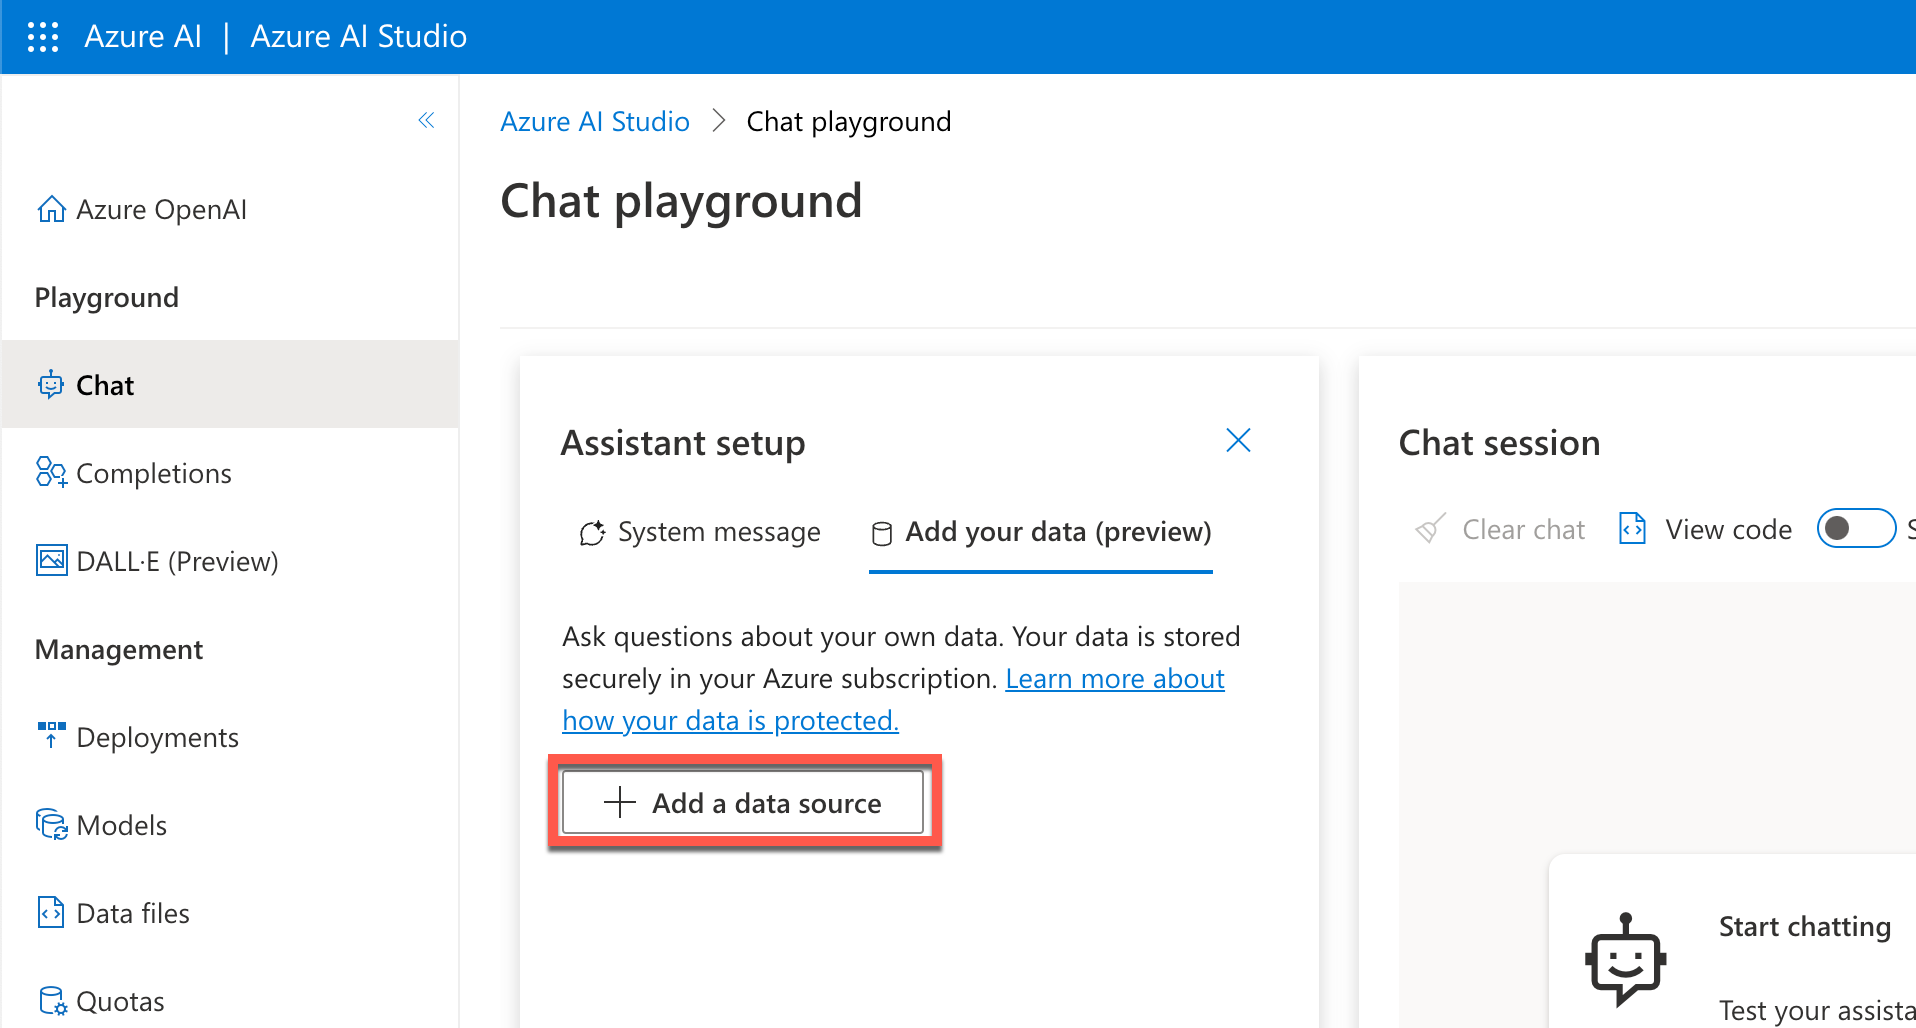 Azure AI | Azure AI Studio
Azure OpenAI
Playground
Chat
Completions
DALL·E (Preview)
Management
Deployments
Models
Data files
Quotas
Azure AI Studio > Chat playground
Chat playground
Assistant setup
System message
Add your data (preview)
Ask questions about your own data. Your data is stored
securely in your Azure subscription. Learn more about
how your data is protected.
Add a data source
Chat session
Clear chat
View code
S
Start chatting
Test your assista